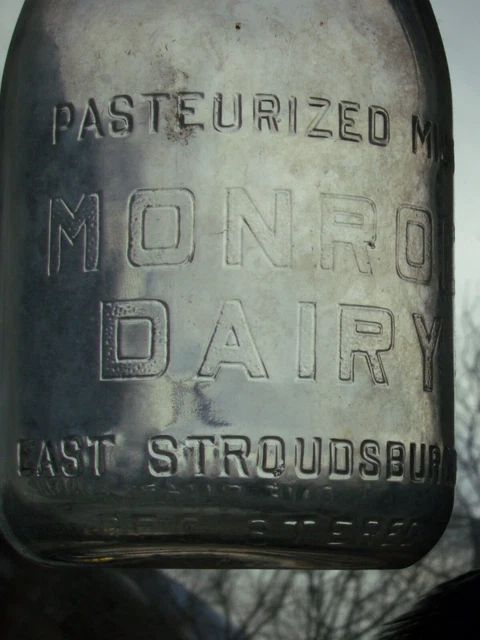 PASTEURIZED MI
MONRO
DAIRY
EAST STROUDSBUR